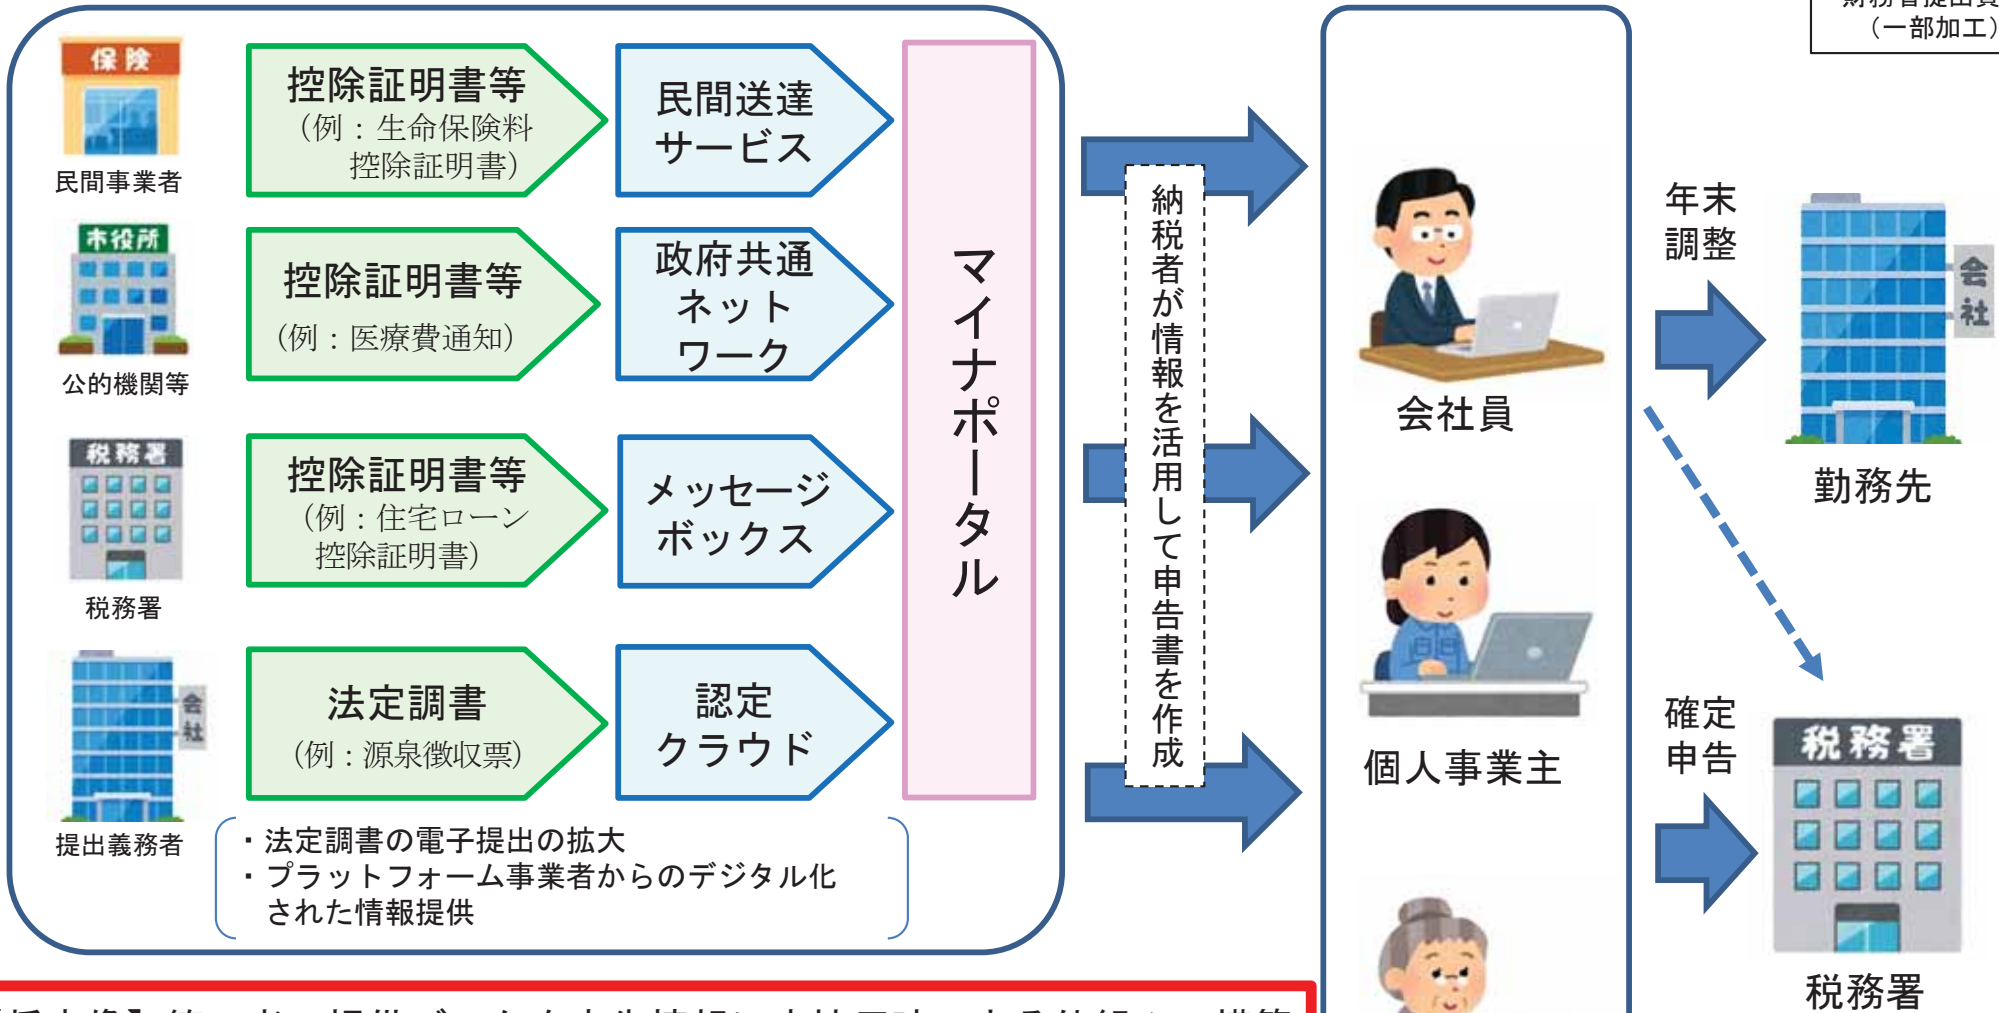 財務省提出資
（一部加工）
保険
民間事業者
控除証明書等
（例：生命保険料
控除証明書）
民間送達
サービス
市役所
公的機関等
控除証明書等
（例：医療費通知）
政府共通
ネット
ワーク
税務署
税務署
控除証明書等
（例：住宅ローン
控除証明書）
メッセージ
ボックス
会社
提出義務者
法定調書
（例：源泉徴収票）
認定
クラウド
マイナポータル
・法定調書の電子提出の拡大
・プラットフォーム事業者からのデジタル化
された情報提供
納税者が情報を活用して申告書を作成
会社員
個人事業主
年末
調整
会社
勤務先
確定
申告
税務署
税務署